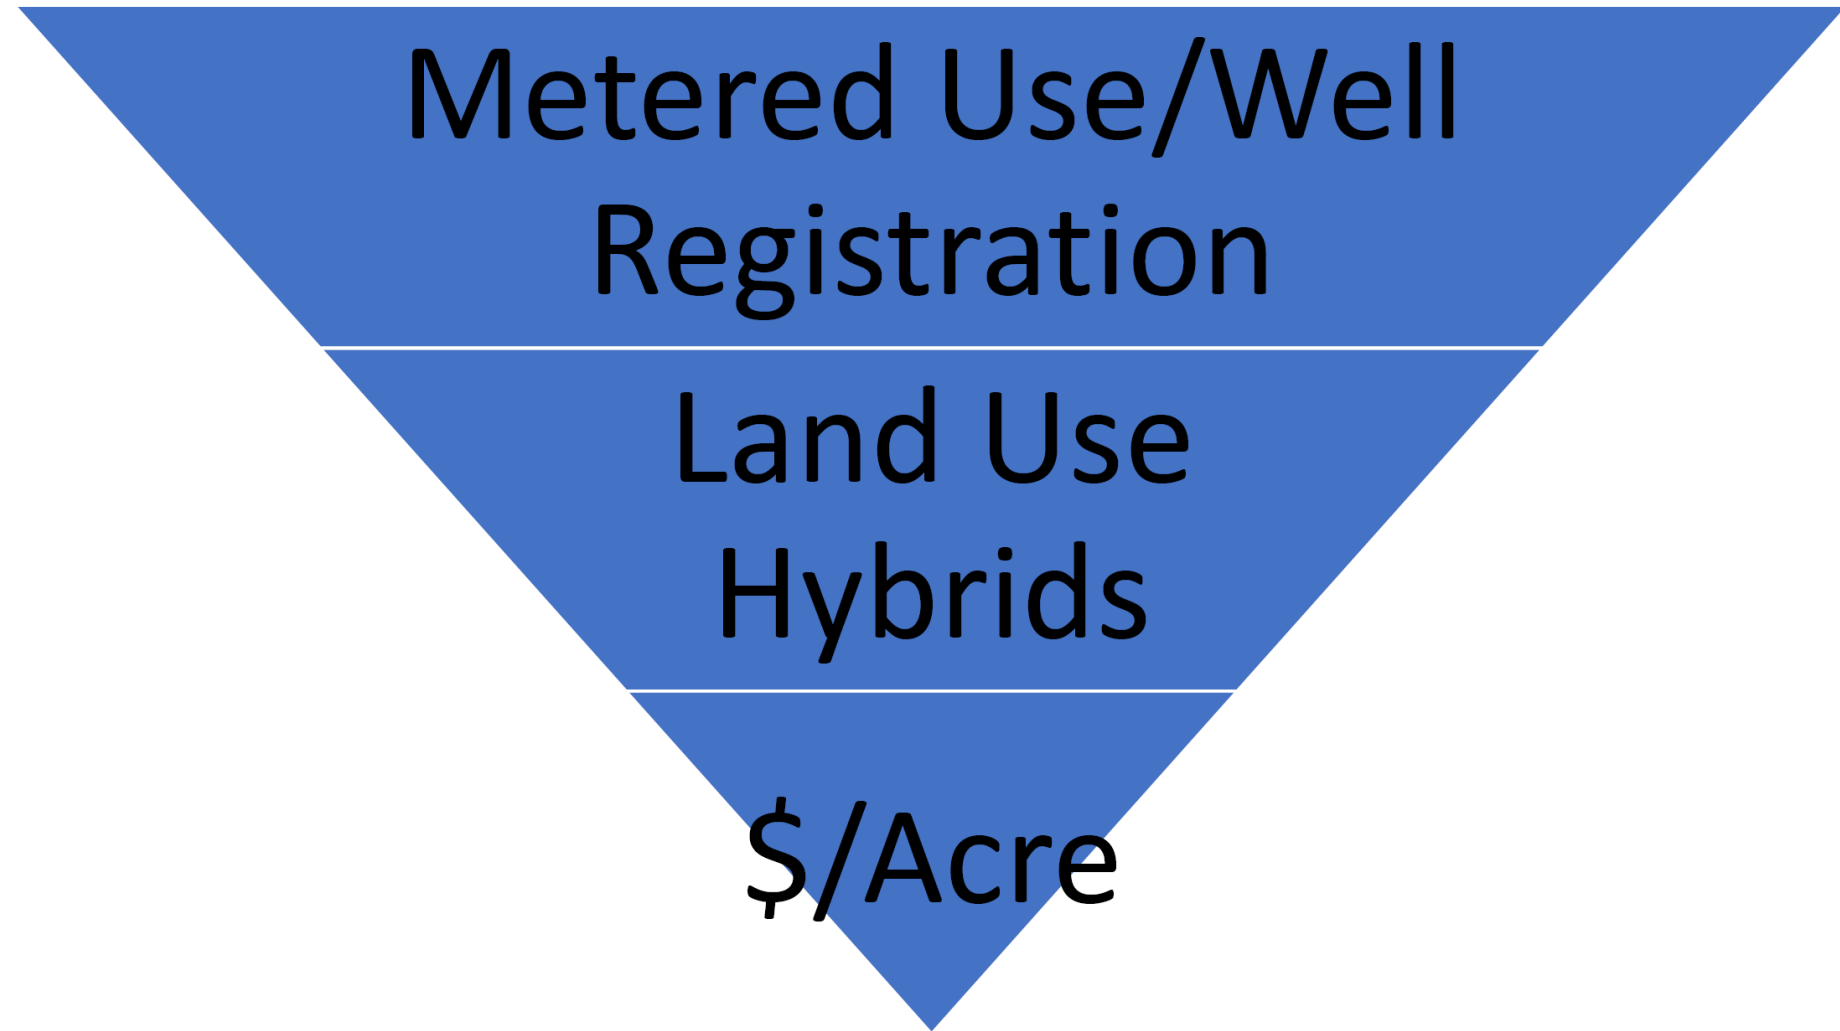 Metered Use/Well
Registration
Land Use
Hybrids
$/Acre